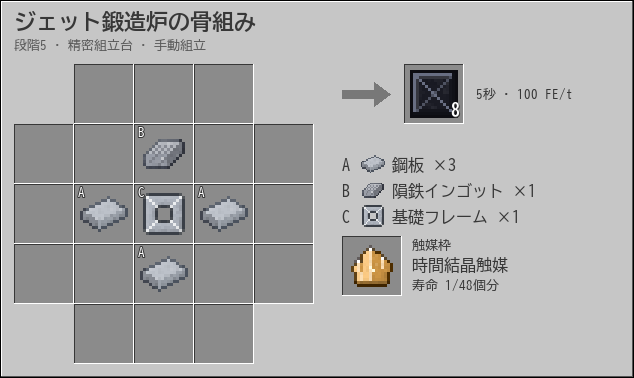 ジェット鍛造炉の骨組み
段階5 · 精密組立台 · 手動組立
B
A
C
A
A
8
5秒 · 100 FE/t
A 鋼板 ×3
B 隕鉄インゴット ×1
C 基礎フレーム ×1
触媒枠
時間結晶触媒
寿命 1/48個分